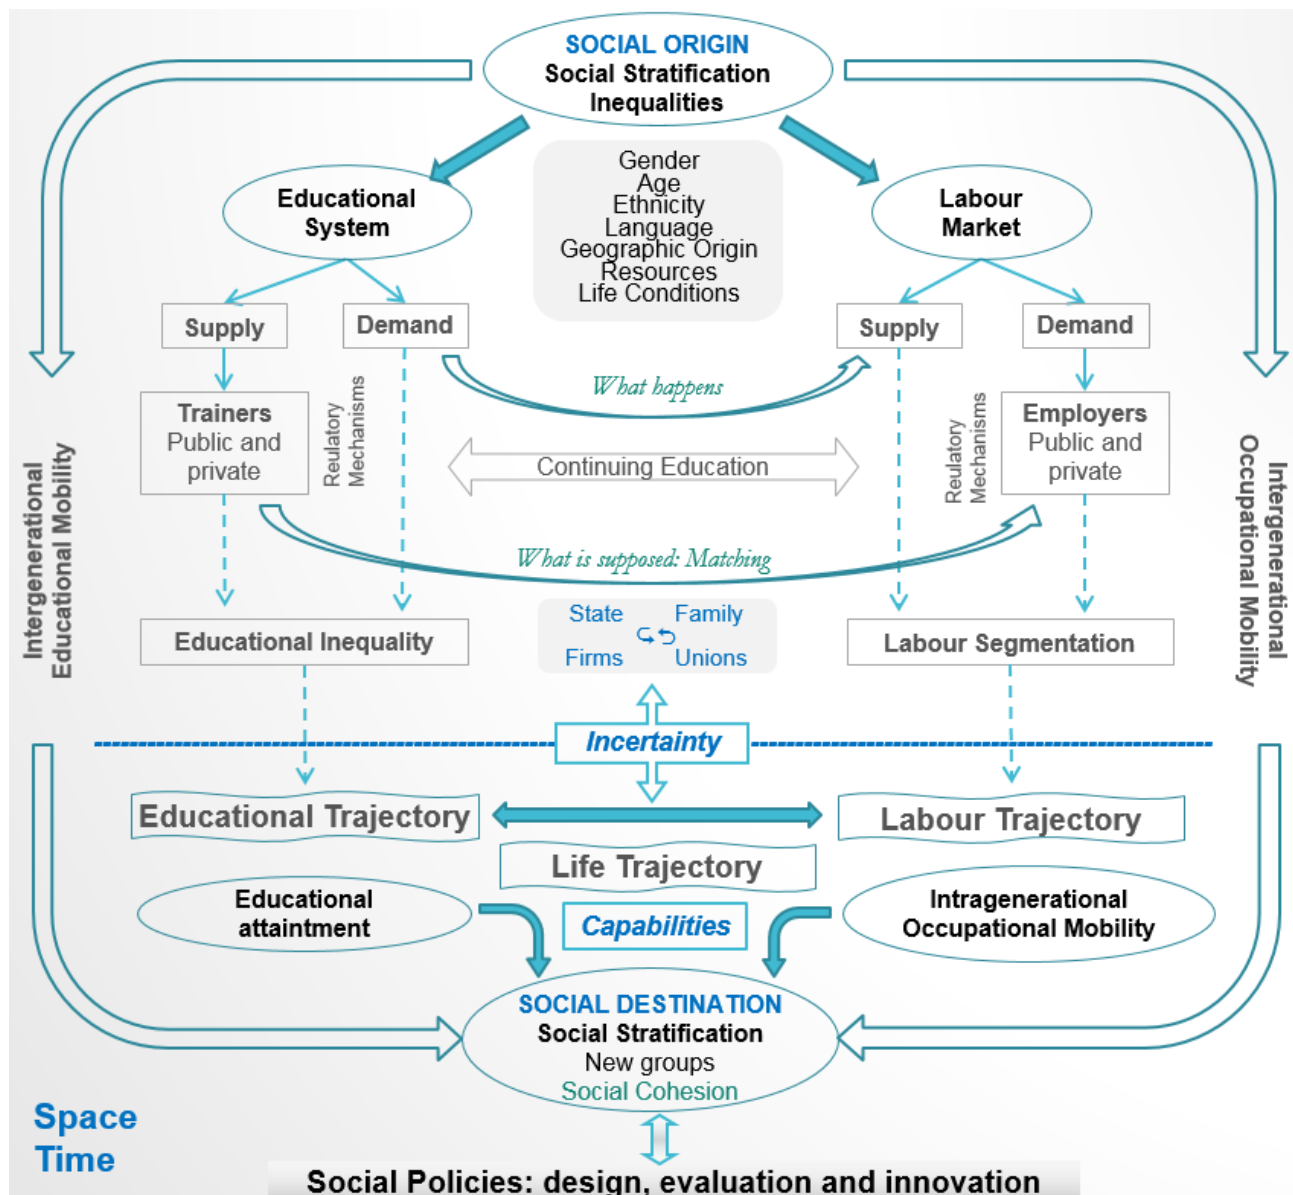 SOCIAL ORIGIN
Social Stratification
Inequalities
Gender
Age
Ethnicity
Language
Geographic Origin
Resources
Life Conditions
Educational
System
Labour
Market
Supply
Demand
Supply
Demand
What happens
Trainers
Public and
private
Reulatory
Mechanisms
Continuing Education
Reulatory
Mechanisms
Employers
Public and
private
Intergenerational
Educational Mobility
Intergenerational
Occupational Mobility
What is supposed: Matching
State Family
Firms Unions
Educational Inequality
Labour Segmentation
Incertainty
Educational Trajectory
Labour Trajectory
Life Trajectory
Educational
attaintment
Capabilities
Intragenerational
Occupational Mobility
SOCIAL DESTINATION
Social Stratification
New groups
Social Cohesion
Space
Time
Social Policies: design, evaluation and innovation